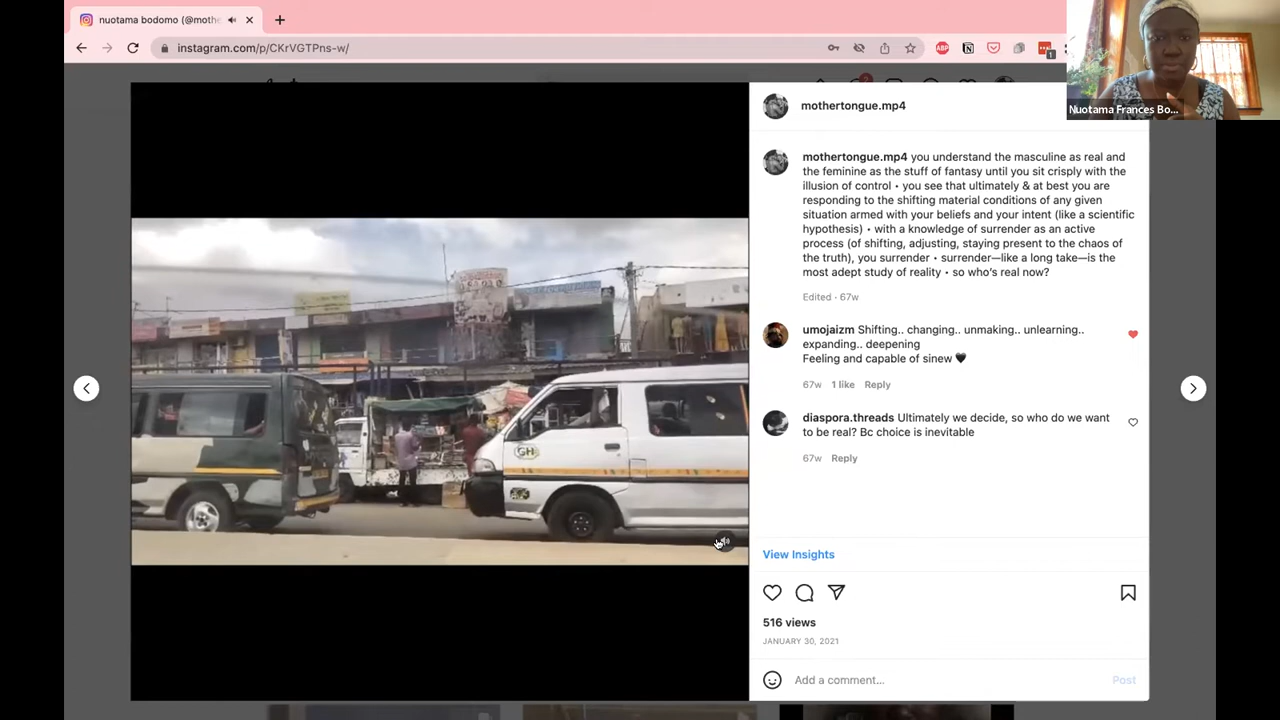 nuotama bodomo (@mothe
instagram.com/p/CKrVGTPns-w/
ABP
1
Nuotama Frances Bo...
mothertongue.mp4
mothertongue.mp4 you understand the masculine as real and
the feminine as the stuff of fantasy until you sit crisply with the
illusion of control • you see that ultimately & at best you are
responding to the shifting material conditions of any given
situation armed with your beliefs and your intent (like a scientific
hypothesis) • with a knowledge of surrender as an active
process (of shifting, adjusting, staying present to the chaos of
the truth), you surrender • surrender—like a long take—is the
most adept study of reality • so who's real now?
Edited · 67w
umojaizm Shifting.. changing.. unmaking.. unlearning..
expanding.. deepening
Feeling and capable of sinew 🖤
67w 1 like Reply
diaspora.threads Ultimately we decide, so who do we want
to be real? Bc choice is inevitable
67w Reply
GH
View Insights
516 views
JANUARY 30, 2021
Add a comment...
Post